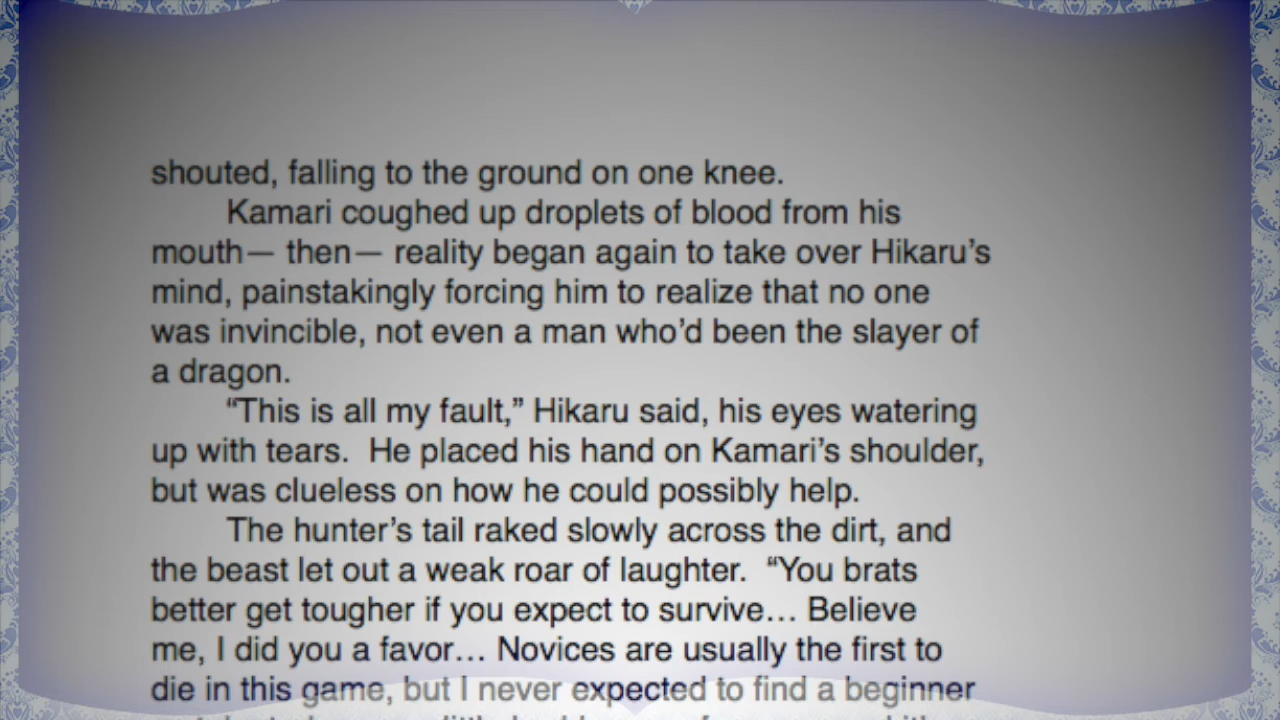 shouted, falling to the ground on one knee.
Kamari coughed up droplets of blood from his
mouth— then— reality began again to take over Hikaru’s
mind, painstakingly forcing him to realize that no one
was invincible, not even a man who’d been the slayer of
a dragon.
“This is all my fault,” Hikaru said, his eyes watering
up with tears.  He placed his hand on Kamari’s shoulder,
but was clueless on how he could possibly help.
The hunter’s tail raked slowly across the dirt, and
the beast let out a weak roar of laughter.  “You brats
better get tougher if you expect to survive… Believe
me, I did you a favor… Novices are usually the first to
die in this game, but I never expected to find a beginner